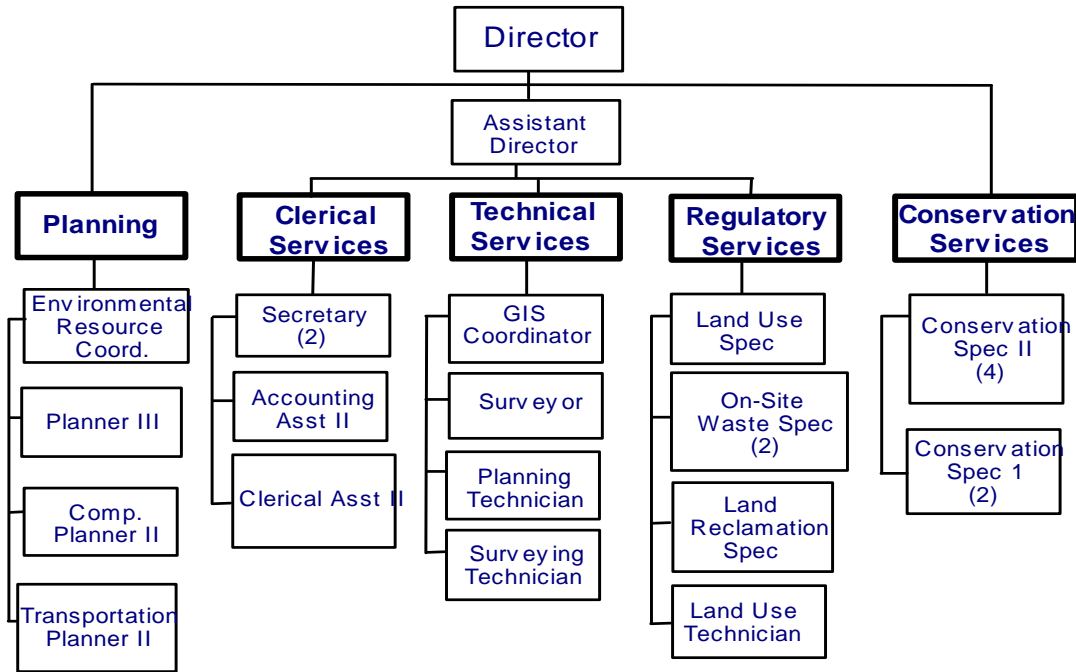 Director
Assistant
Director
Planning
Environmental
Resource
Coord.
Planner III
Comp.
Planner II
Transportation
Planner II
Clerical
Services
Secretary
(2)
Accounting
Asst II
Clerical Asst II
Technical
Services
GIS
Coordinator
Surveyor
Planning
Technician
Surveying
Technician
Regulatory
Services
Land Use
Spec
On-Site
Waste Spec
(2)
Land
Reclamation
Spec
Land Use
Technician
Conservation
Services
Conservation
Spec II
(4)
Conservation
Spec 1
(2)